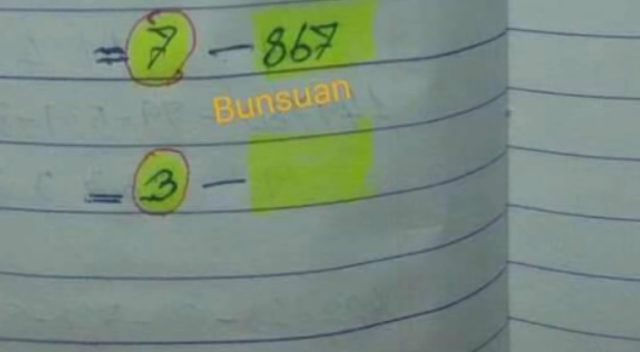 = 7 - 867
Bunsuan
= 3 -